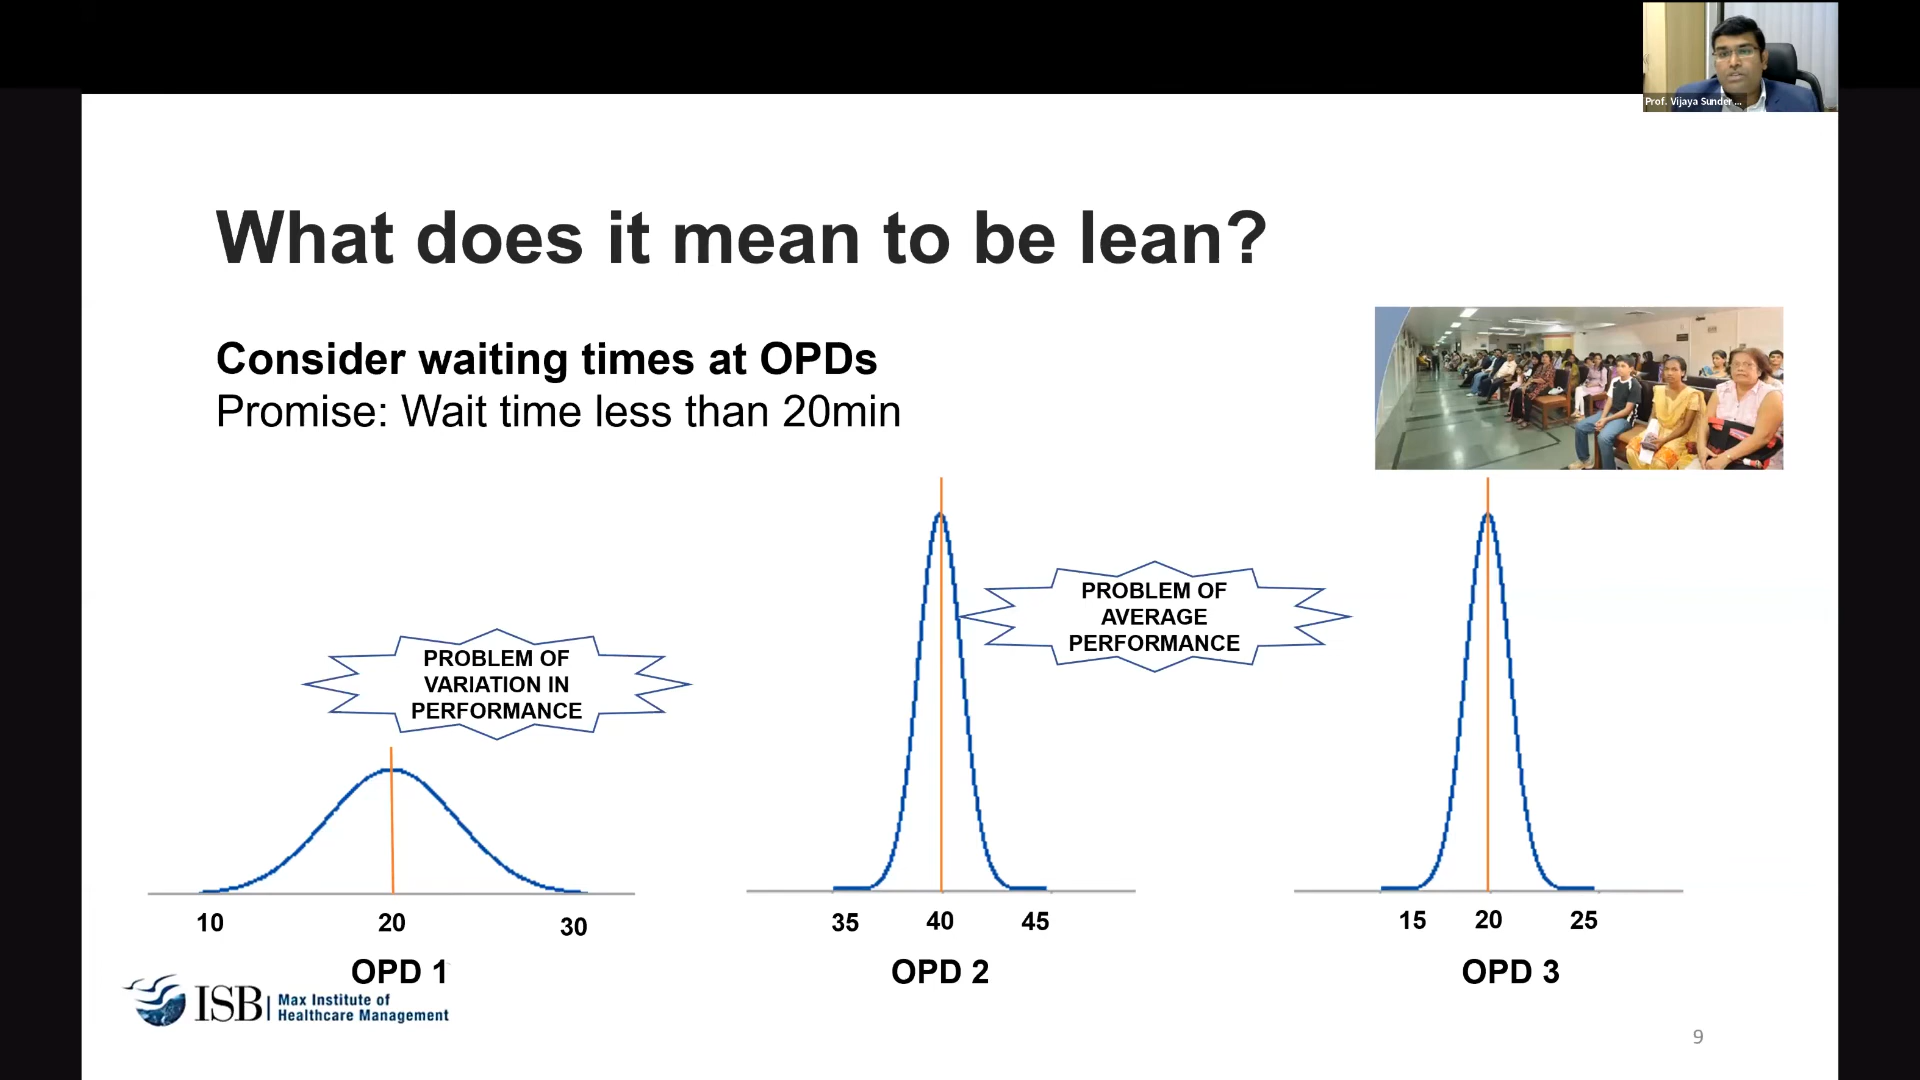 Prof. Vijaya Sunder ...
What does it mean to be lean?
Consider waiting times at OPDs
Promise: Wait time less than 20min
PROBLEM OF
VARIATION IN
PERFORMANCE
PROBLEM OF
AVERAGE
PERFORMANCE
10 20 30
35 40 45
15 20 25
OPD 1
OPD 2
OPD 3
ISB Max Institute of
Healthcare Management
9